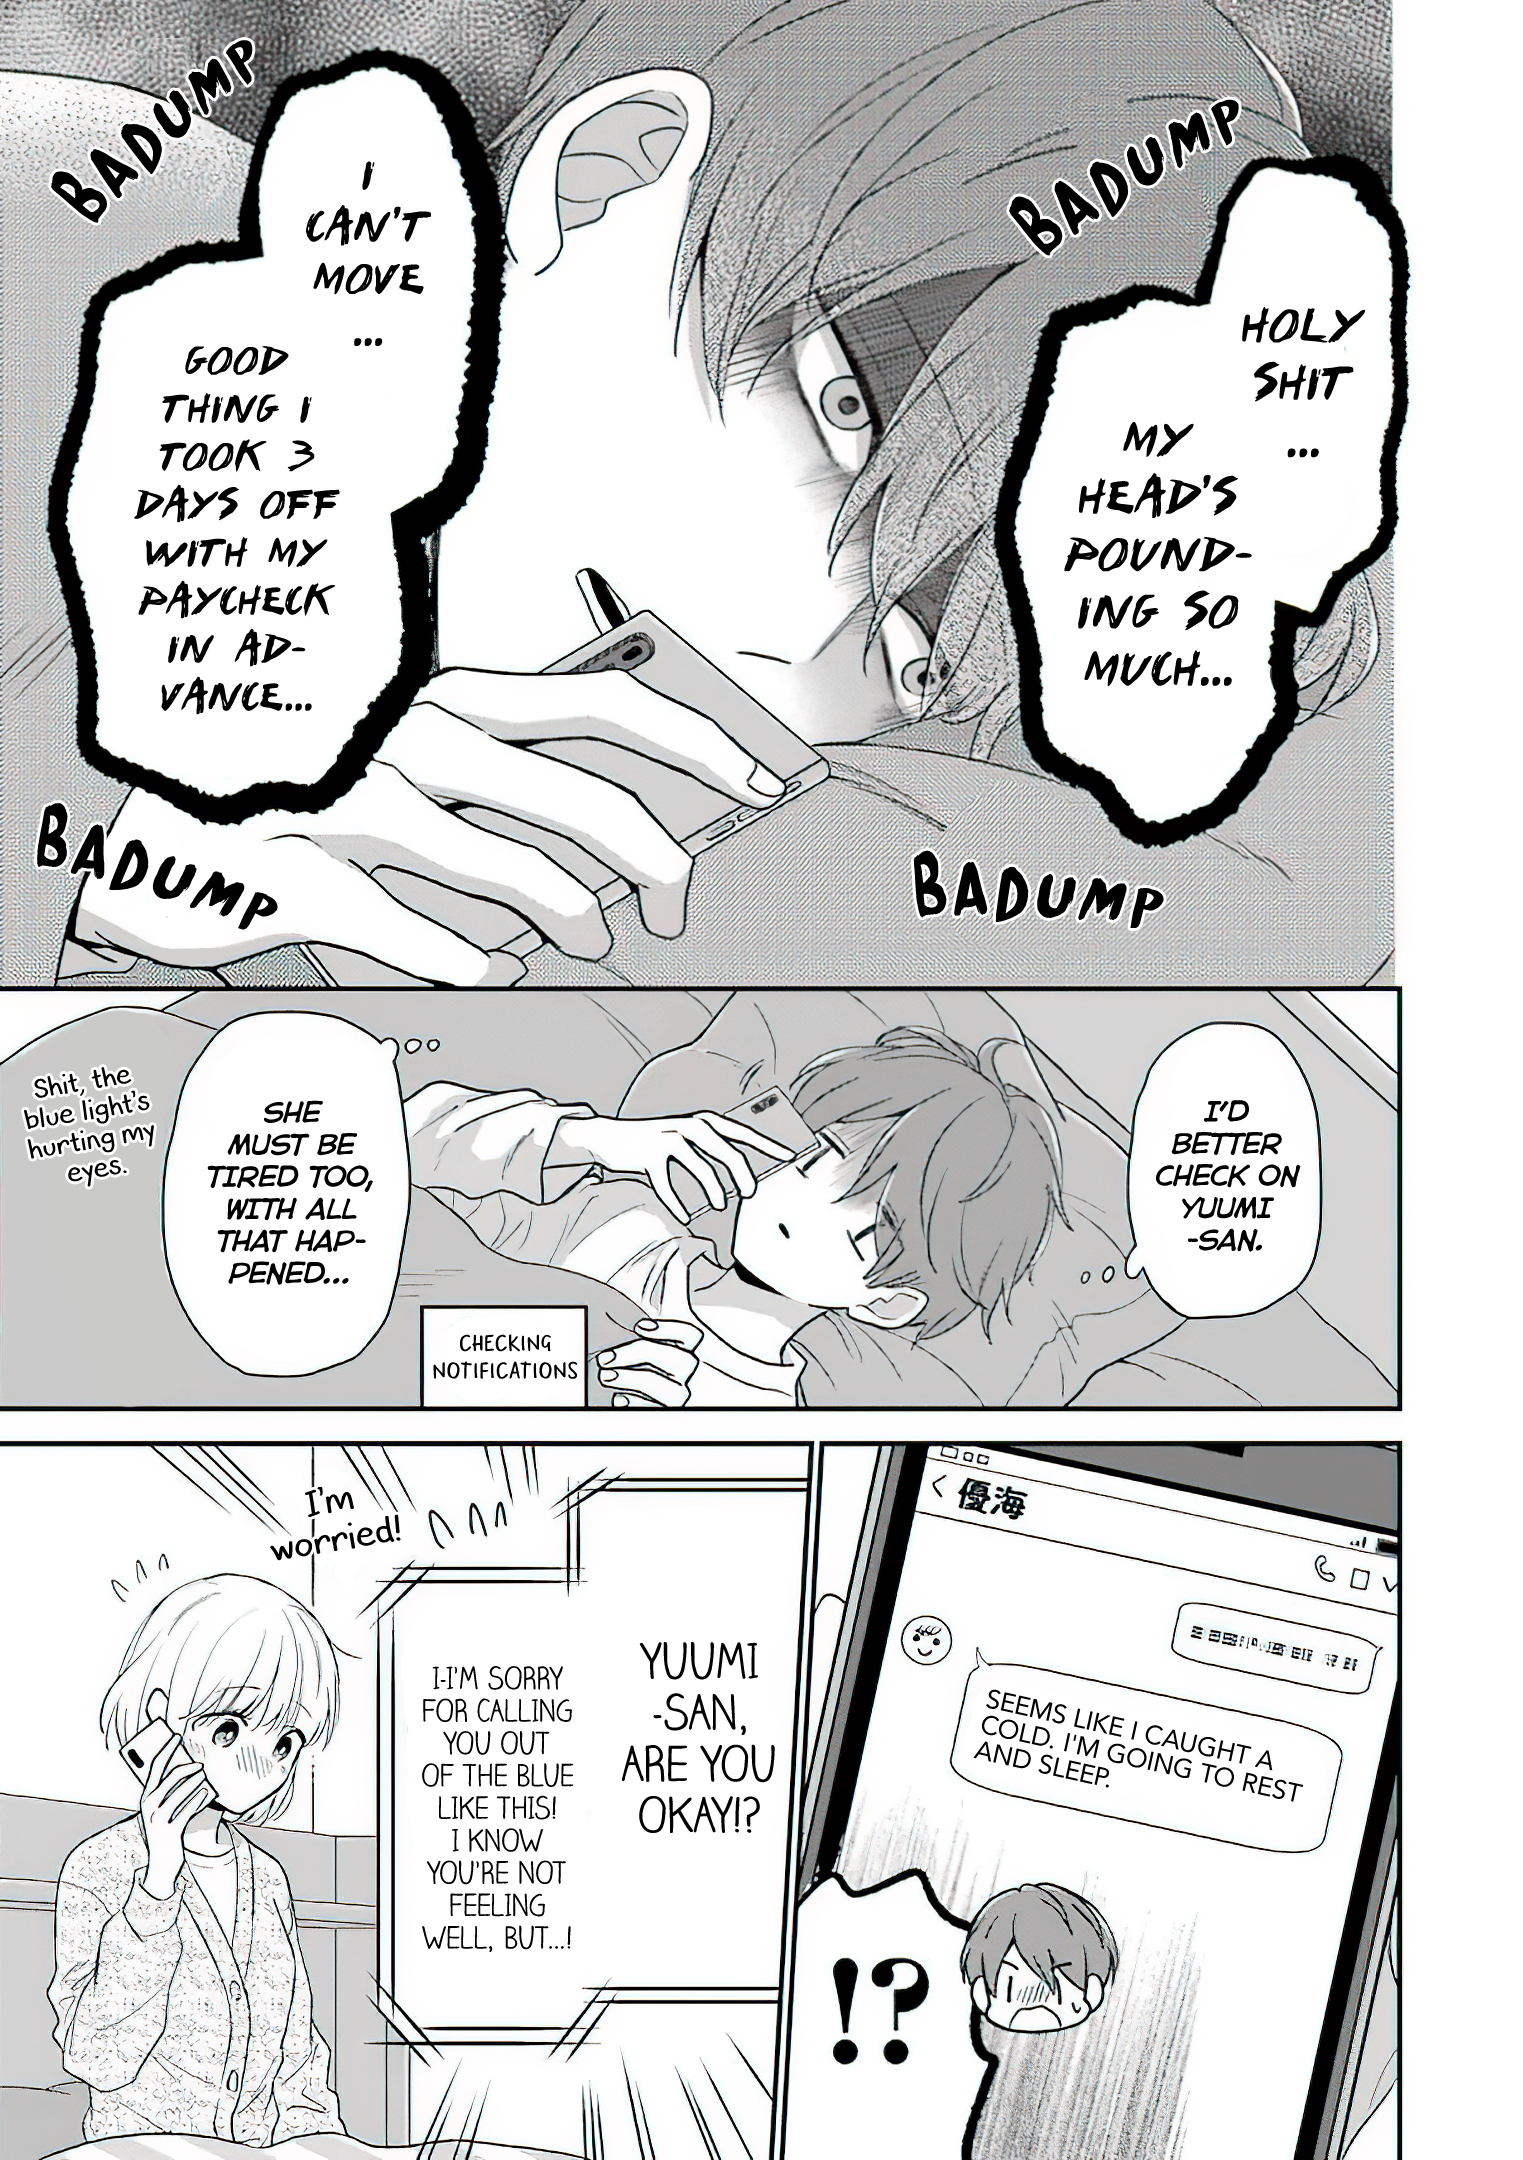 HOLY
SHIT
...
MY
HEAD'S
POUND-
ING SO
MUCH...
BADUMP
BADUMP
I
CAN'T
MOVE
...
GOOD
THING I
TOOK 3
DAYS OFF
WITH MY
PAYCHECK
IN AD-
VANCE...
BADUMP
BADUMP
I'D
BETTER
CHECK ON
YUUMI
-SAN.
SHE
MUST BE
TIRED TOO,
WITH ALL
THAT HAP-
PENED...
Shit, the
blue light's
hurting my
eyes.
CHECKING
NOTIFICATIONS
優海
SEEMS LIKE I CAUGHT A
COLD. I'M GOING TO REST
AND SLEEP.
!?
YUUMI
-SAN,
ARE YOU
OKAY!?
I-I'M SORRY
FOR CALLING
YOU OUT
OF THE BLUE
LIKE THIS!
I KNOW
YOU'RE NOT
FEELING
WELL, BUT...!
I'm
worried!